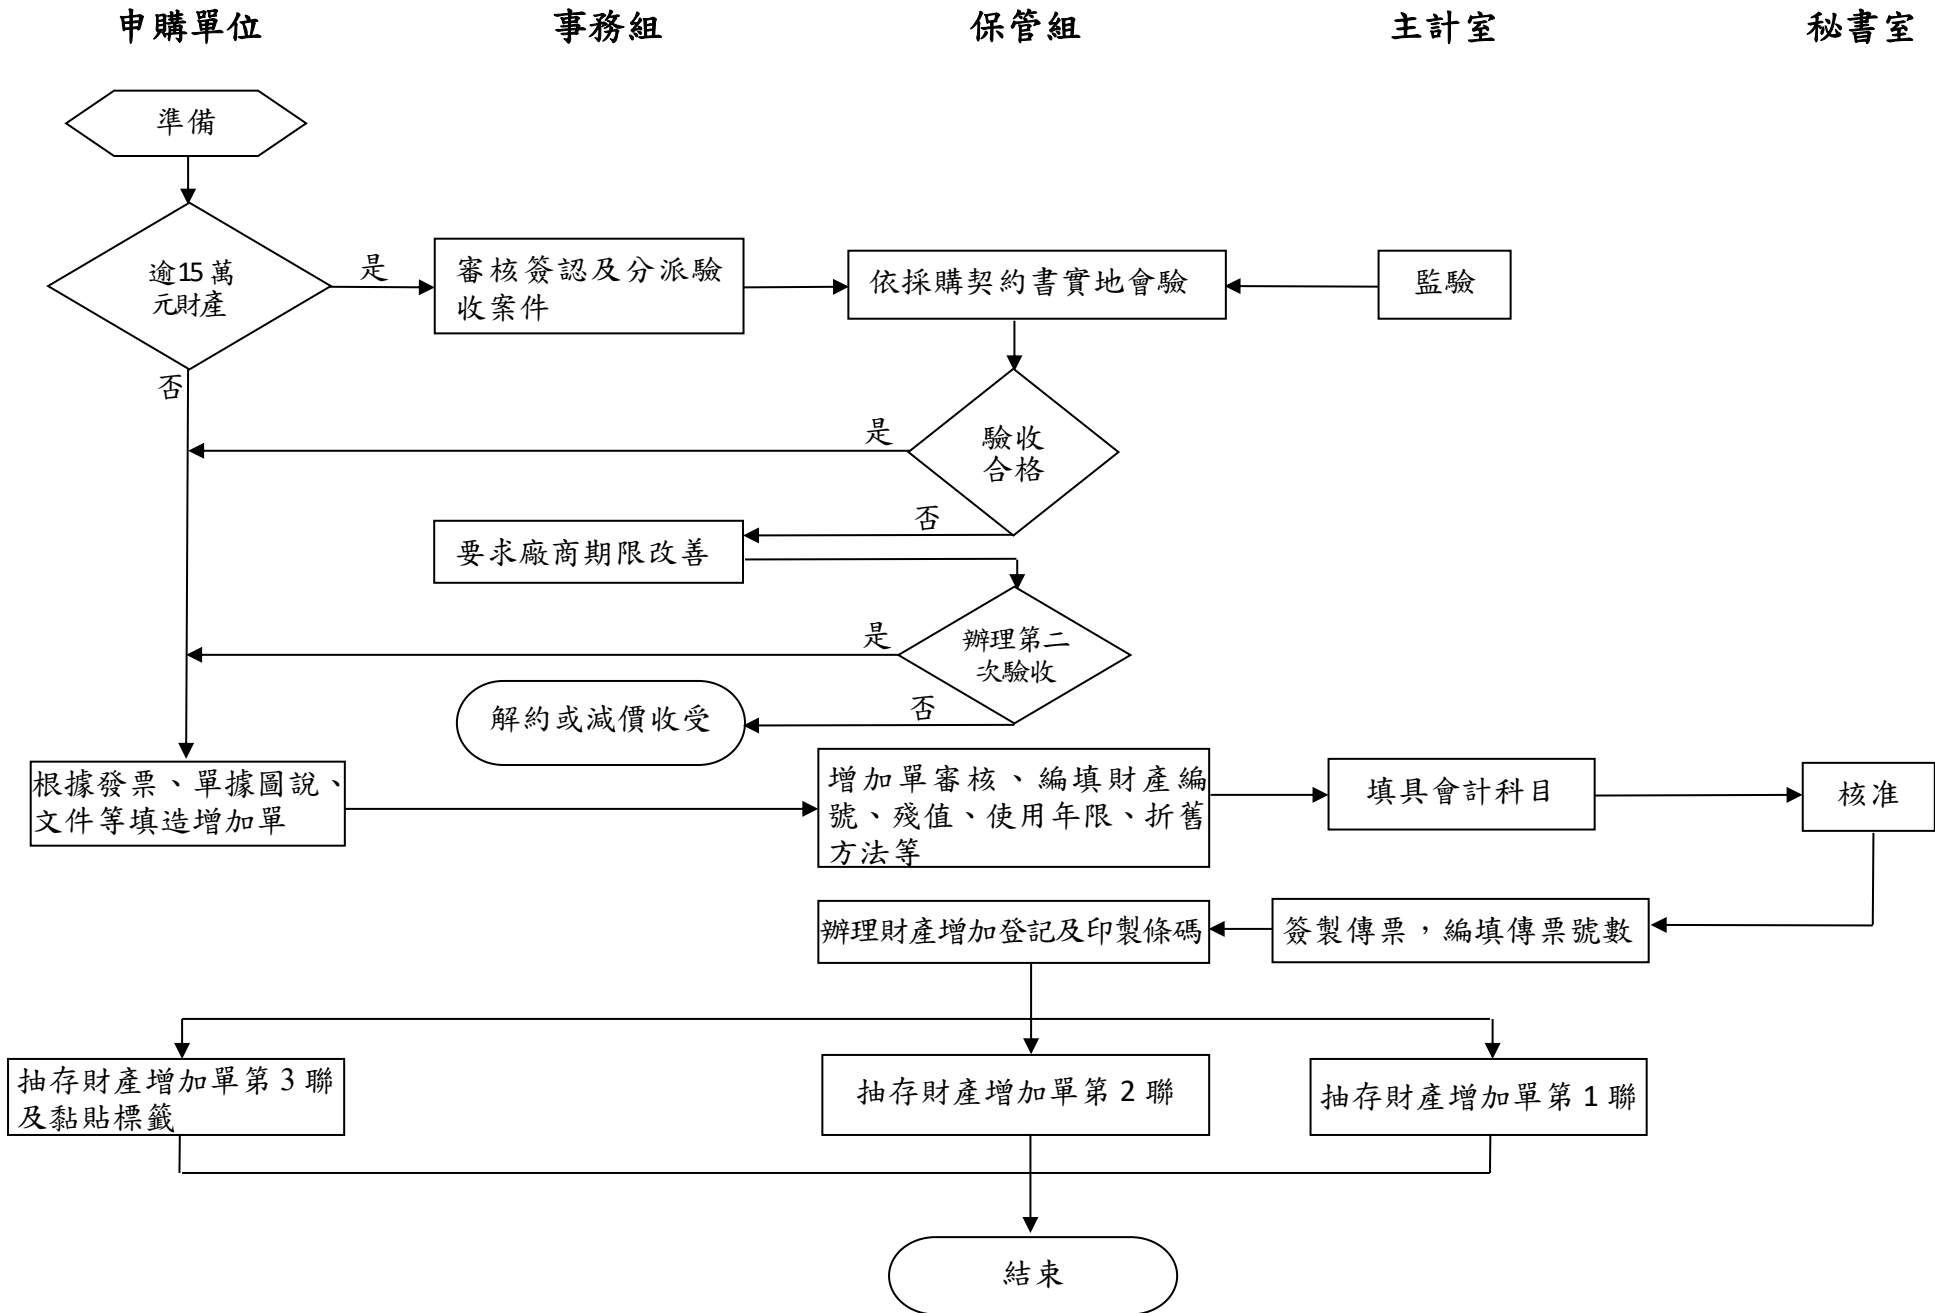 申購單位
事務組
保管組
主計室
秘書室
準備
逾15萬
元財產
是
審核簽認及分派驗
收案件
依採購契約書實地會驗
監驗
否
驗收
合格
是
否
要求廠商期限改善
辦理第二
次驗收
是
否
解約或減價收受
根據發票、單據圖說、
文件等填造增加單
增加單審核、編填財產編
號、殘值、使用年限、折舊
方法等
填具會計科目
核准
辦理財產增加登記及印製條碼
簽製傳票，編填傳票號數
抽存財產增加單第3聯
及黏貼標籤
抽存財產增加單第2聯
抽存財產增加單第1聯
結束